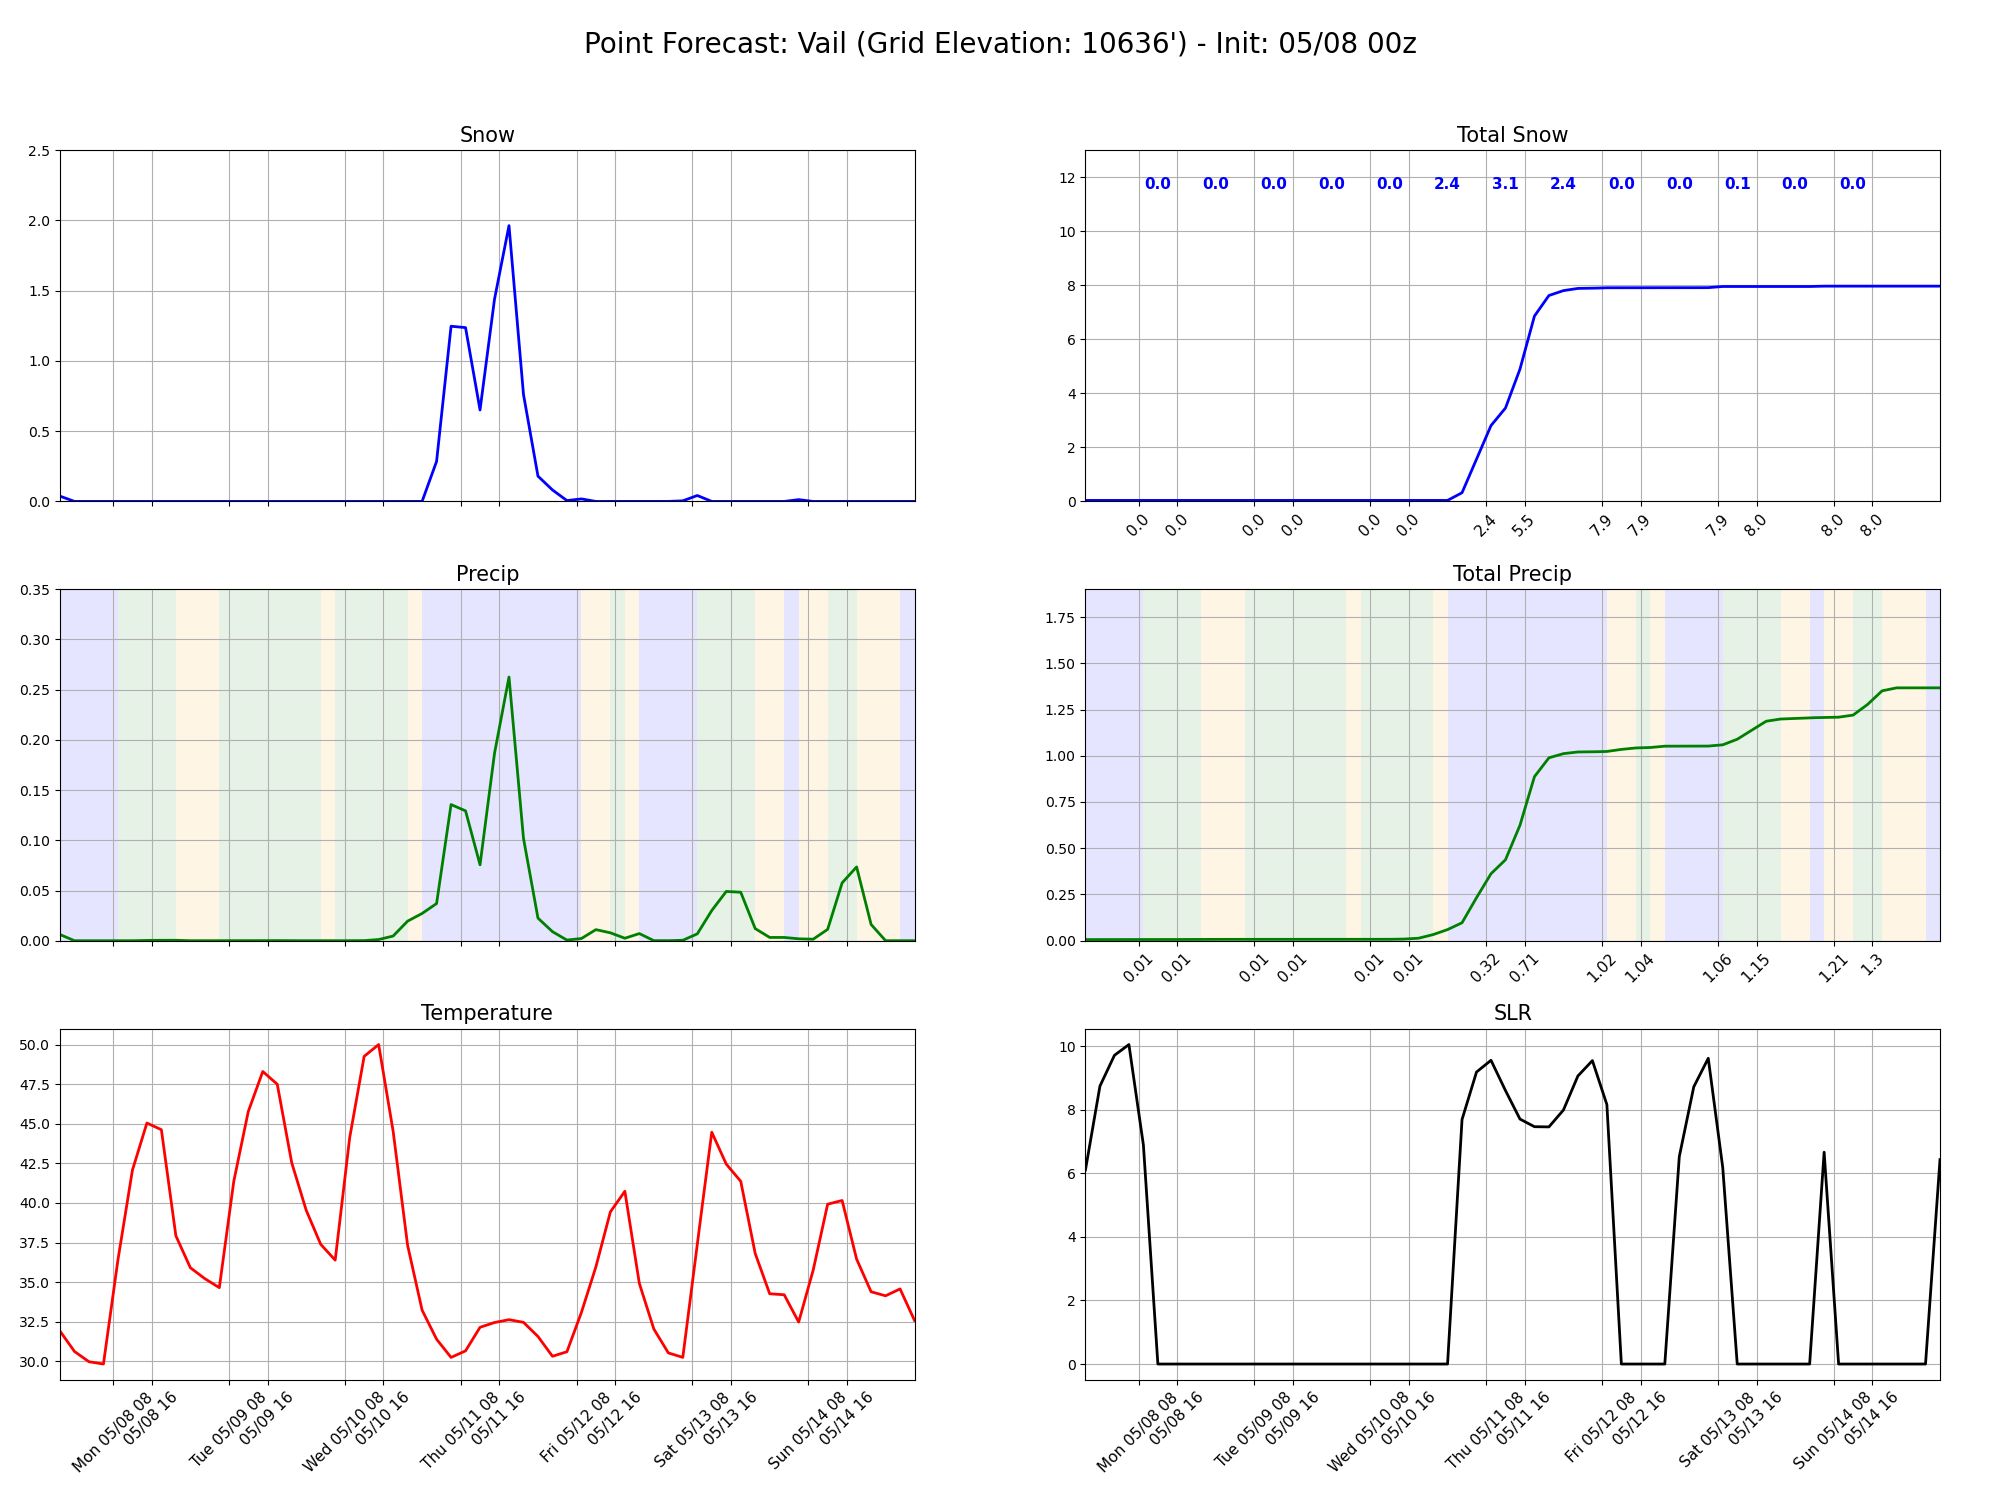 Point Forecast: Vail (Grid Elevation: 10636') - Init: 05/08 00z
Snow
2.5
2.0
1.5
1.0
0.5
0.0
Total Snow
0.0 0.0 0.0 0.0 0.0 2.4 3.1 2.4 0.0 0.0 0.1 0.0 0.0
12
10
8
6
4
2
0
0.0 0.0 0.0 0.0 0.0 0.0 2.4 5.5 7.9 7.9 7.9 8.0 8.0 8.0
Precip
0.35
0.30
0.25
0.20
0.15
0.10
0.05
0.00
Total Precip
1.75
1.50
1.25
1.00
0.75
0.50
0.25
0.00
0.01 0.01 0.01 0.01 0.01 0.01 0.32 0.71 1.02 1.04 1.06 1.15 1.21 1.3
Temperature
50.0
47.5
45.0
42.5
40.0
37.5
35.0
32.5
30.0
Mon 05/08 08
05/08 16
Tue 05/09 08
05/09 16
Wed 05/10 08
05/10 16
Thu 05/11 08
05/11 16
Fri 05/12 08
05/12 16
Sat 05/13 08
05/13 16
Sun 05/14 08
05/14 16
SLR
10
8
6
4
2
0
Mon 05/08 08
05/08 16
Tue 05/09 08
05/09 16
Wed 05/10 08
05/10 16
Thu 05/11 08
05/11 16
Fri 05/12 08
05/12 16
Sat 05/13 08
05/13 16
Sun 05/14 08
05/14 16